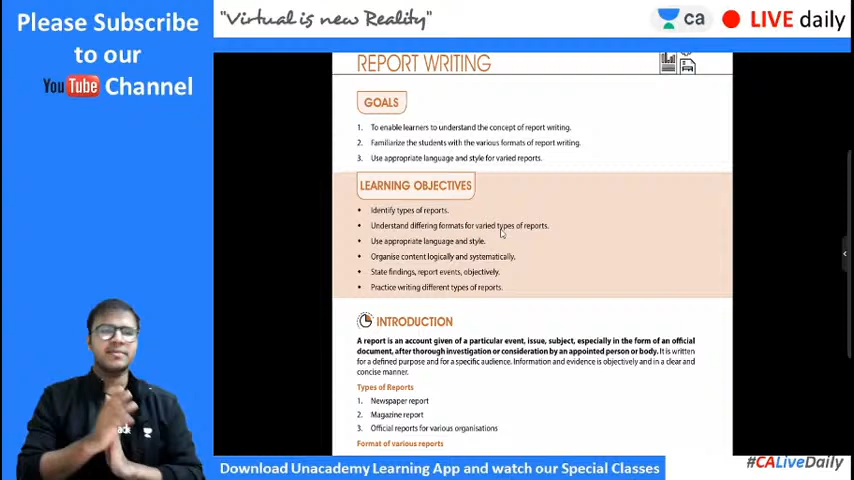 Please Subscribe
to our
You Tube Channel
"Virtual is new Reality"
ca
LIVE daily
REPORT WRITING
GOALS
1. To enable learners to understand the concept of report writing.
2. Familiarize the students with the various formats of report writing.
3. Use appropriate language and style for varied reports.
LEARNING OBJECTIVES
• Identify types of reports.
• Understand differing formats for varied types of reports.
• Use appropriate language and style.
• Organise content logically and systematically.
• State findings, report events, objectively.
• Practice writing different types of reports.
INTRODUCTION
A report is an account given of a particular event, issue, subject, especially in the form of an official
document, after thorough investigation or consideration by an appointed person or body. It is written
for a defined purpose and for a specific audience. Information and evidence is objectively and in a clear and
concise manner.
Types of Reports
1. Newspaper report
2. Magazine report
3. Official reports for various organisations
Format of various reports
Download Unacademy Learning App and watch our Special Classes
#CALiveDaily